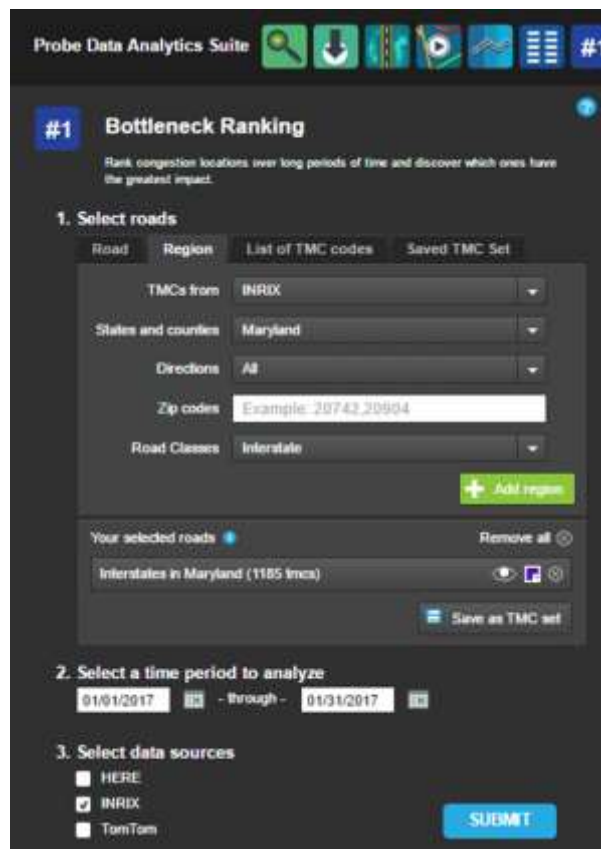 Probe Data Analytics Suite
#1
#1 Bottleneck Ranking
Rank congestion locations over long periods of time and discover which ones have
the greatest impact.
1. Select roads
Road Region List of TMC codes Saved TMC Set
TMCs from INRIX
States and counties Maryland
Directions All
Zip codes Example: 20742,20904
Road Classes Interstate
Add region
Your selected roads Remove all
Interstates in Maryland (1185 tmcs)
Save as TMC set
2. Select a time period to analyze
01/01/2017 - through - 01/31/2017
3. Select data sources
HERE
INRIX
TomTom
SUBMIT